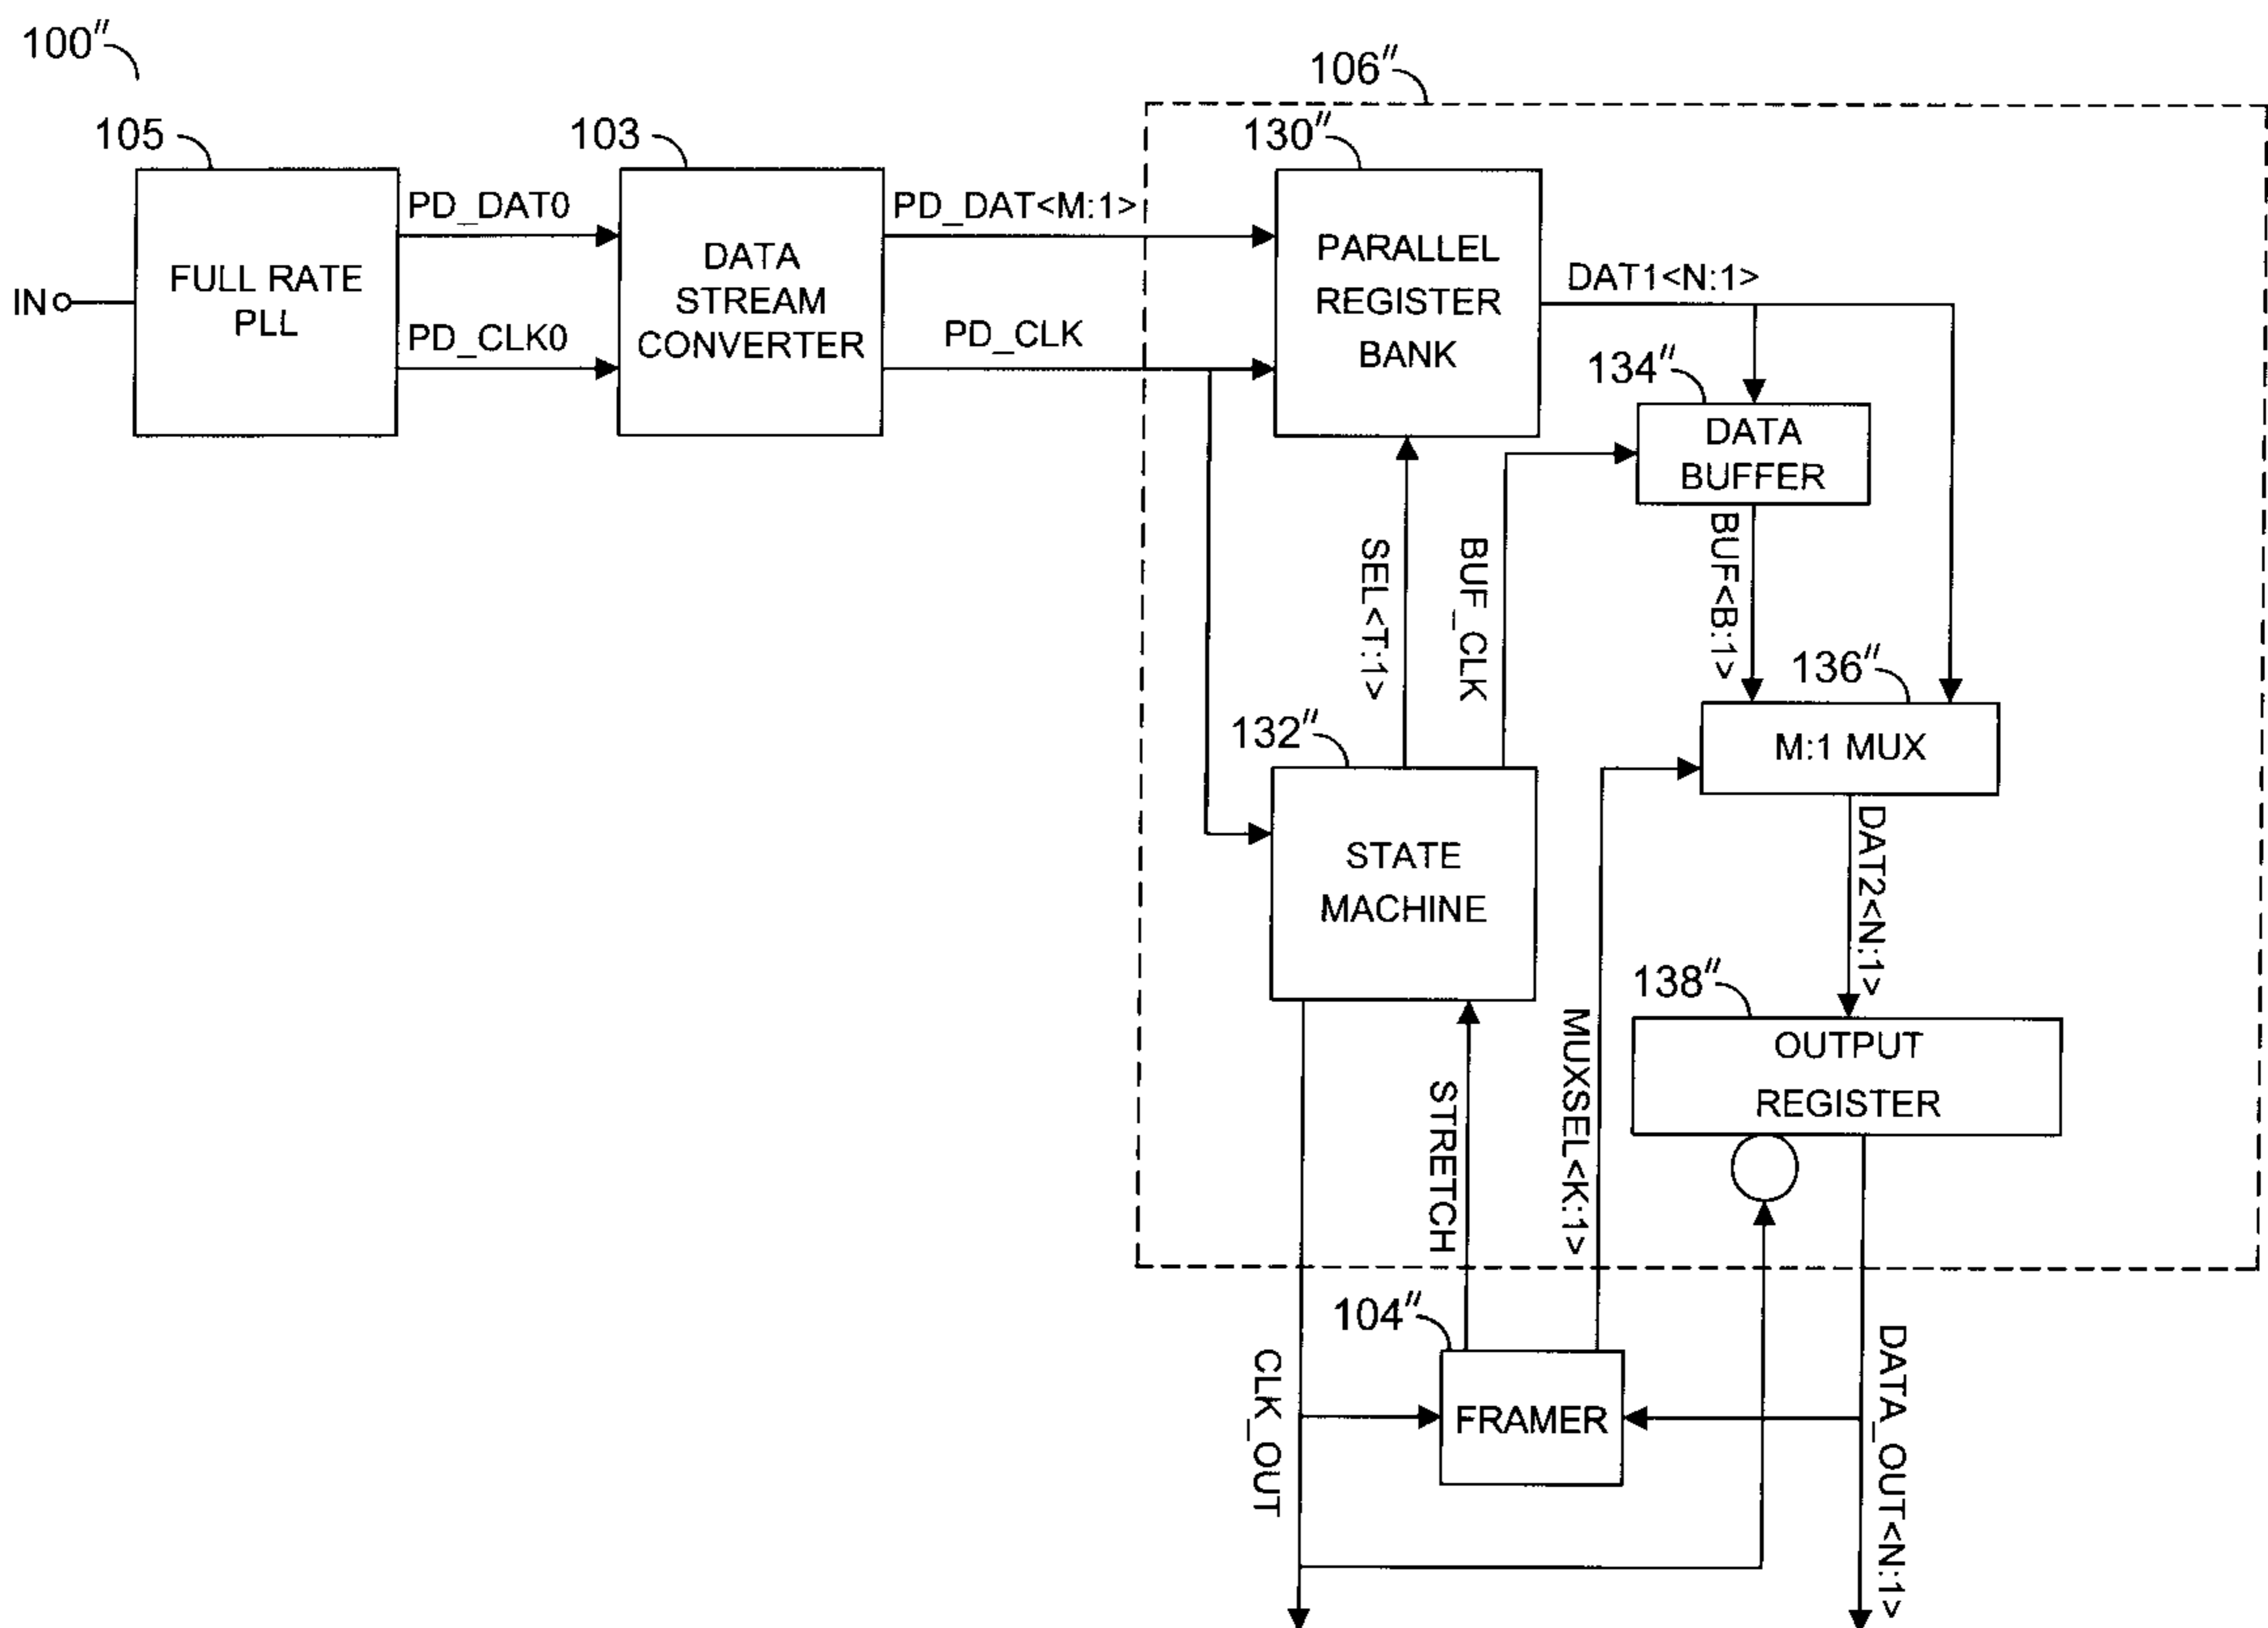 100″
106″
105
103
130″
PD_DAT0
PD_DAT<M:1>
FULL RATE
PLL
DATA
STREAM
CONVERTER
PARALLEL
REGISTER
BANK
DAT1<N:1>
IN
PD_CLK0
PD_CLK
134″
DATA
BUFFER
SEL<T:1>
BUF_CLK
BUF<B:1>
136″
132″
M:1 MUX
STATE
MACHINE
DAT2<N:1>
138″
OUTPUT
REGISTER
STRETCH
MUXSEL<K:1>
104″
FRAMER
CLK_OUT
DATA_OUT<N:1>